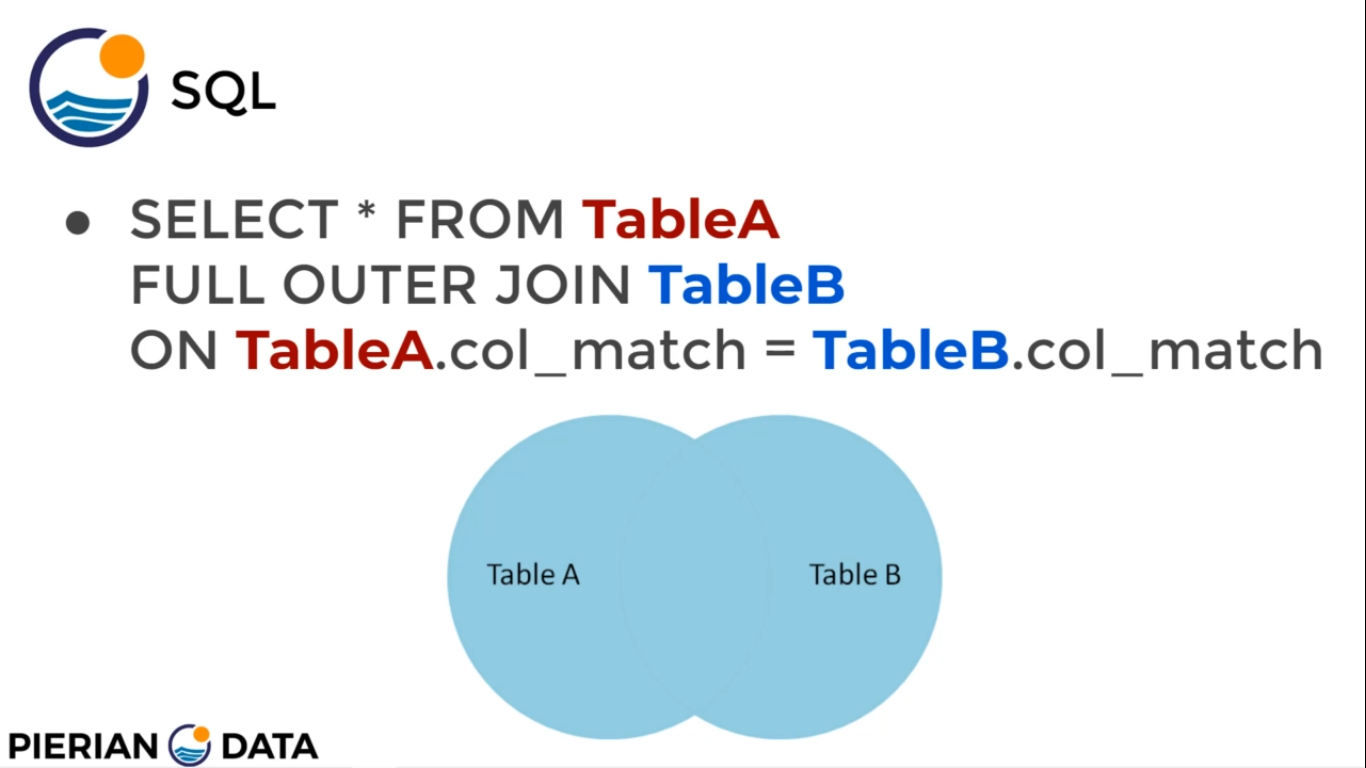 SQL
● SELECT * FROM TableA
FULL OUTER JOIN TableB
ON TableA.col_match = TableB.col_match
Table A
Table B
PIERIAN DATA